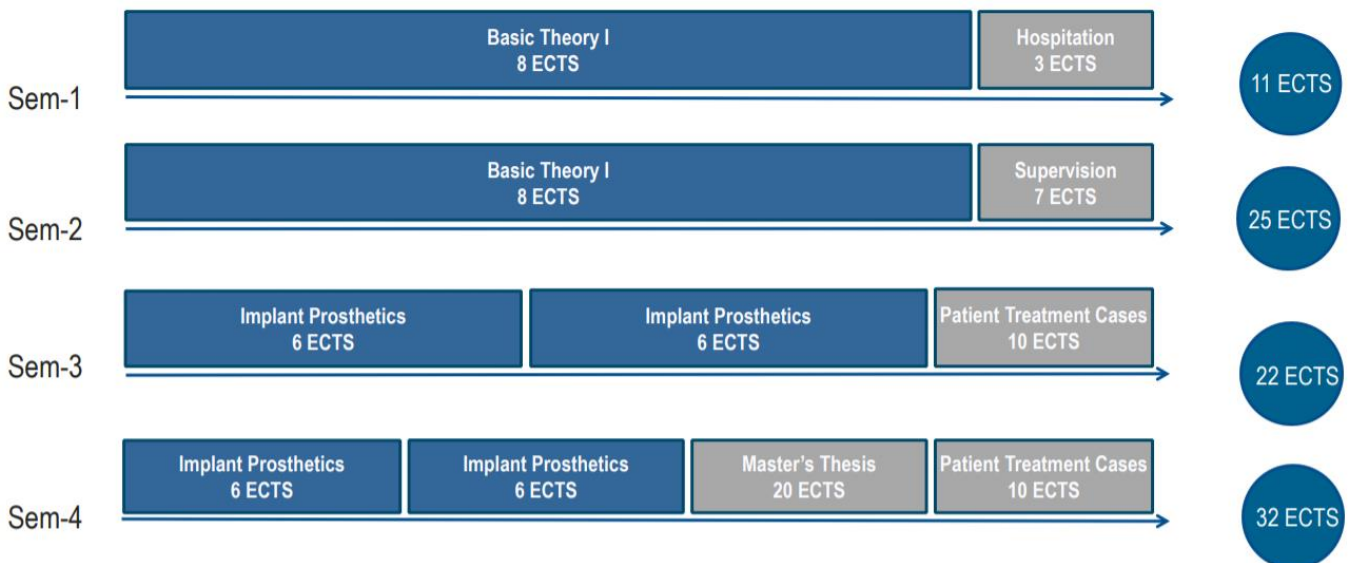 Basic Theory I
8 ECTS
Hospitation
3 ECTS
Sem-1
11 ECTS
Basic Theory I
8 ECTS
Supervision
7 ECTS
Sem-2
25 ECTS
Implant Prosthetics
6 ECTS
Implant Prosthetics
6 ECTS
Patient Treatment Cases
10 ECTS
Sem-3
22 ECTS
Implant Prosthetics
6 ECTS
Implant Prosthetics
6 ECTS
Master's Thesis
20 ECTS
Patient Treatment Cases
10 ECTS
Sem-4
32 ECTS